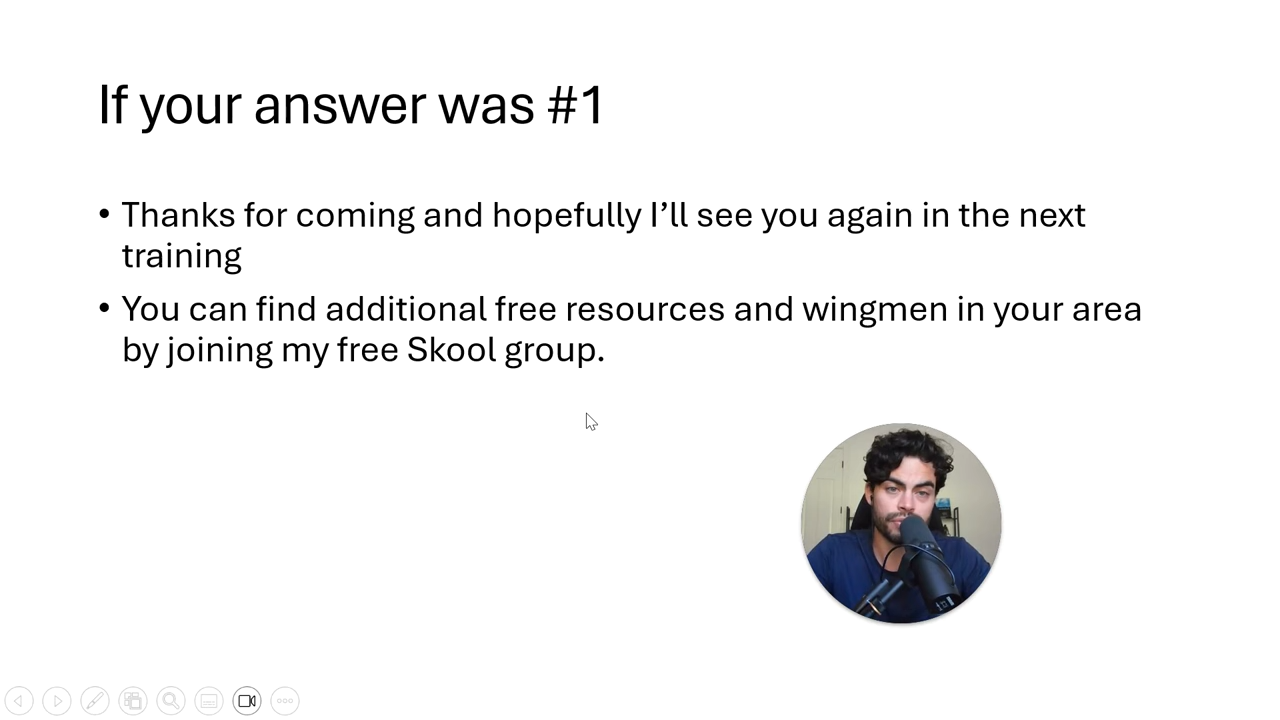 If your answer was #1
• Thanks for coming and hopefully I’ll see you again in the next
training
• You can find additional free resources and wingmen in your area
by joining my free Skool group.